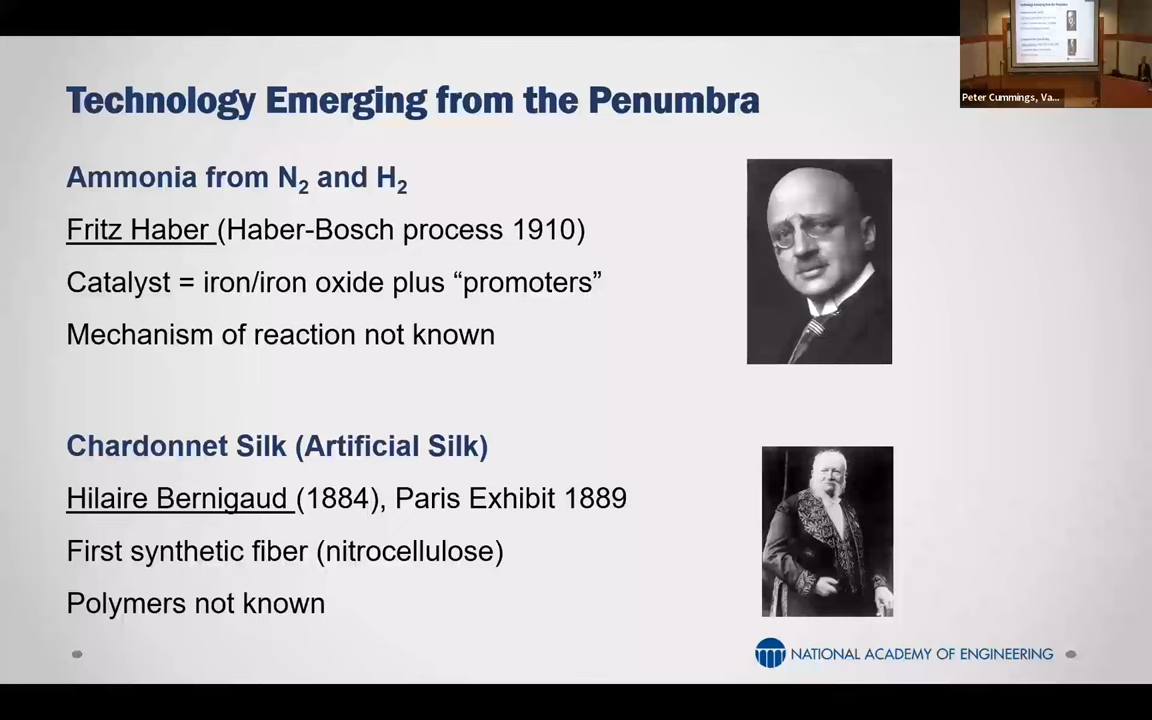 Technology Emerging from the Penumbra
Ammonia from N₂ and H₂
Fritz Haber (Haber-Bosch process 1910)
Catalyst = iron/iron oxide plus “promoters”
Mechanism of reaction not known
Chardonnet Silk (Artificial Silk)
Hilaire Bernigaud (1884), Paris Exhibit 1889
First synthetic fiber (nitrocellulose)
Polymers not known
NATIONAL ACADEMY OF ENGINEERING
Peter Cummings, Va...